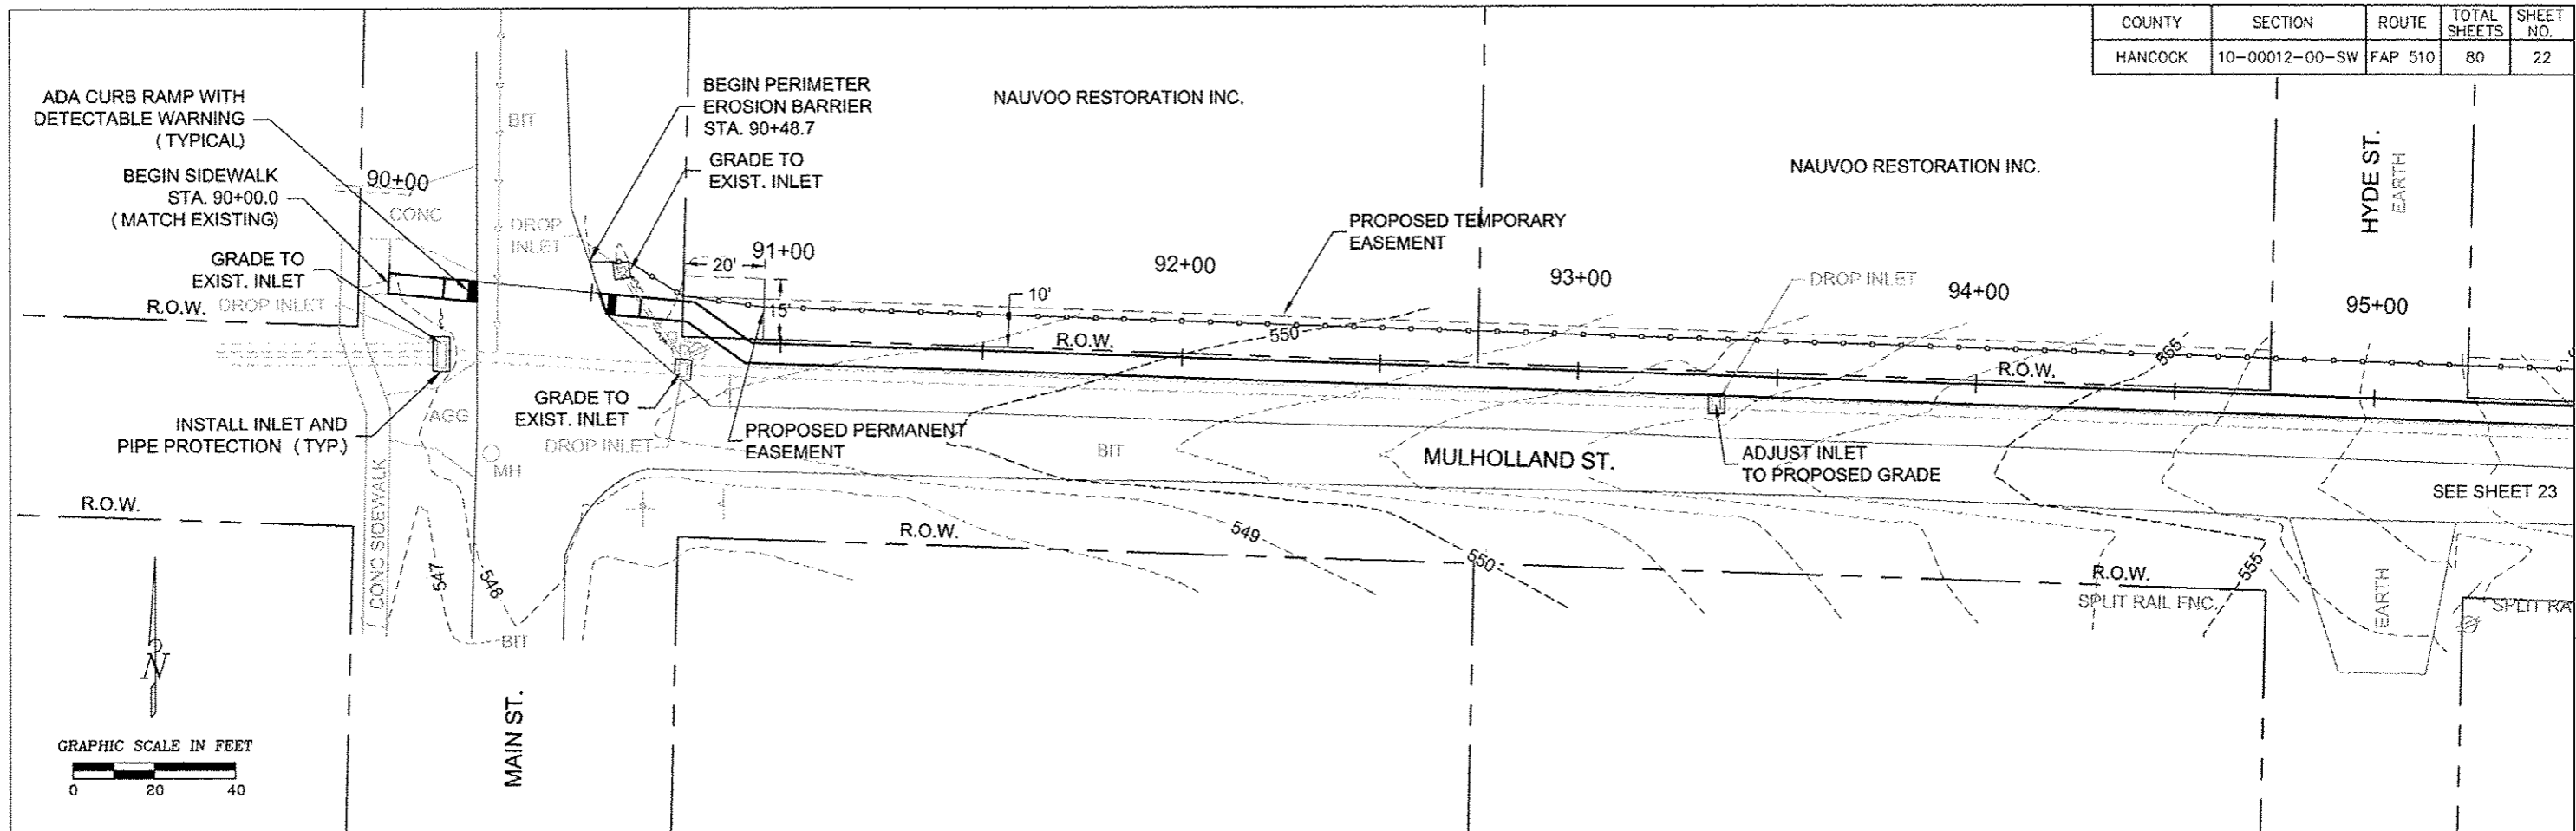 COUNTY SECTION ROUTE TOTAL SHEETS SHEET NO.
HANCOCK 10-00012-00-SW FAP 510 80 22
ADA CURB RAMP WITH
DETECTABLE WARNING
(TYPICAL)
BEGIN SIDEWALK
STA. 90+00.0
(MATCH EXISTING)
GRADE TO
EXIST. INLET
R.O.W.
DROP INLET
INSTALL INLET AND
PIPE PROTECTION (TYP.)
R.O.W.
90+00
CONC
BIT
DROP
INLET
BEGIN PERIMETER
EROSION BARRIER
STA. 90+48.7
GRADE TO
EXIST. INLET
NAUVOO RESTORATION INC.
NAUVOO RESTORATION INC.
PROPOSED TEMPORARY
EASEMENT
HYDE ST.
EARTH
91+00
92+00
93+00
94+00
95+00
20'
15'
10'
R.O.W.
550
DROP INLET
555
R.O.W.
GRADE TO
EXIST. INLET
DROP INLET
PROPOSED PERMANENT
EASEMENT
BIT
MULHOLLAND ST.
ADJUST INLET
TO PROPOSED GRADE
SEE SHEET 23
AGG
MH
CONC SIDEWALK
547
548
BIT
R.O.W.
549
550
R.O.W.
555
SPLIT RAIL FNC.
EARTH
SPLIT RA
N
MAIN ST.
GRAPHIC SCALE IN FEET
0 20 40